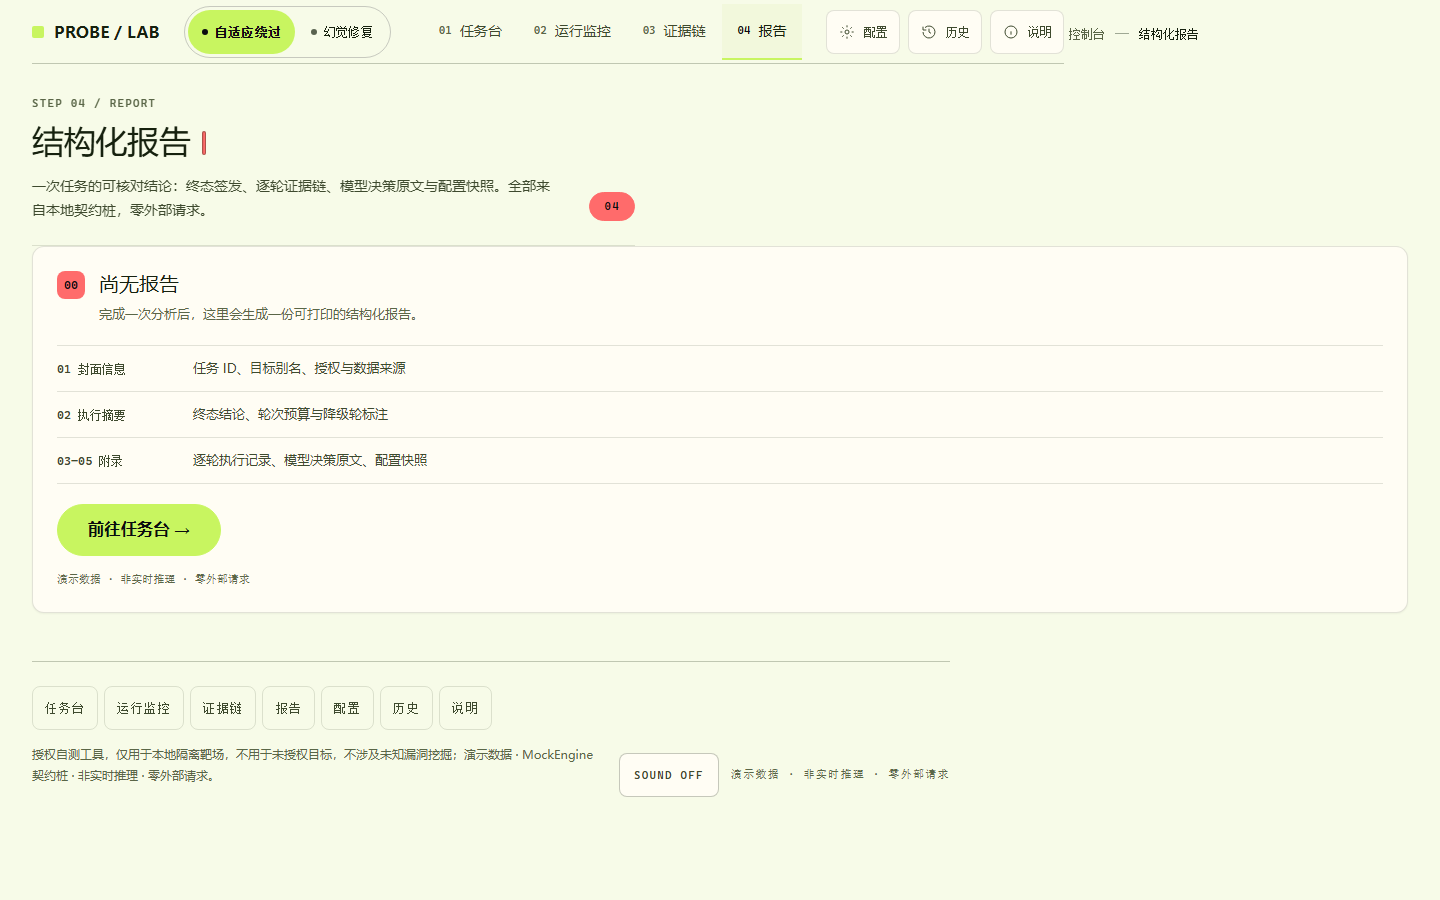 PROBE / LAB
自适应绕过
幻觉修复
01 任务台
02 运行监控
03 证据链
04 报告
配置
历史
说明
控制台 — 结构化报告
STEP 04 / REPORT
结构化报告
一次任务的可核对结论：终态签发、逐轮证据链、模型决策原文与配置快照。全部来
自本地契约桩，零外部请求。
04
00
尚无报告
完成一次分析后，这里会生成一份可打印的结构化报告。
01 封面信息 任务 ID、目标别名、授权与数据来源
02 执行摘要 终态结论、轮次预算与降级轮标注
03–05 附录 逐轮执行记录、模型决策原文、配置快照
前往任务台 →
演示数据 · 非实时推理 · 零外部请求
任务台
运行监控
证据链
报告
配置
历史
说明
授权自测工具，仅用于本地隔离靶场，不用于未授权目标，不涉及未知漏洞挖掘；演示数据 · MockEngine
契约桩 · 非实时推理 · 零外部请求。
SOUND OFF
演示数据 · 非实时推理 · 零外部请求